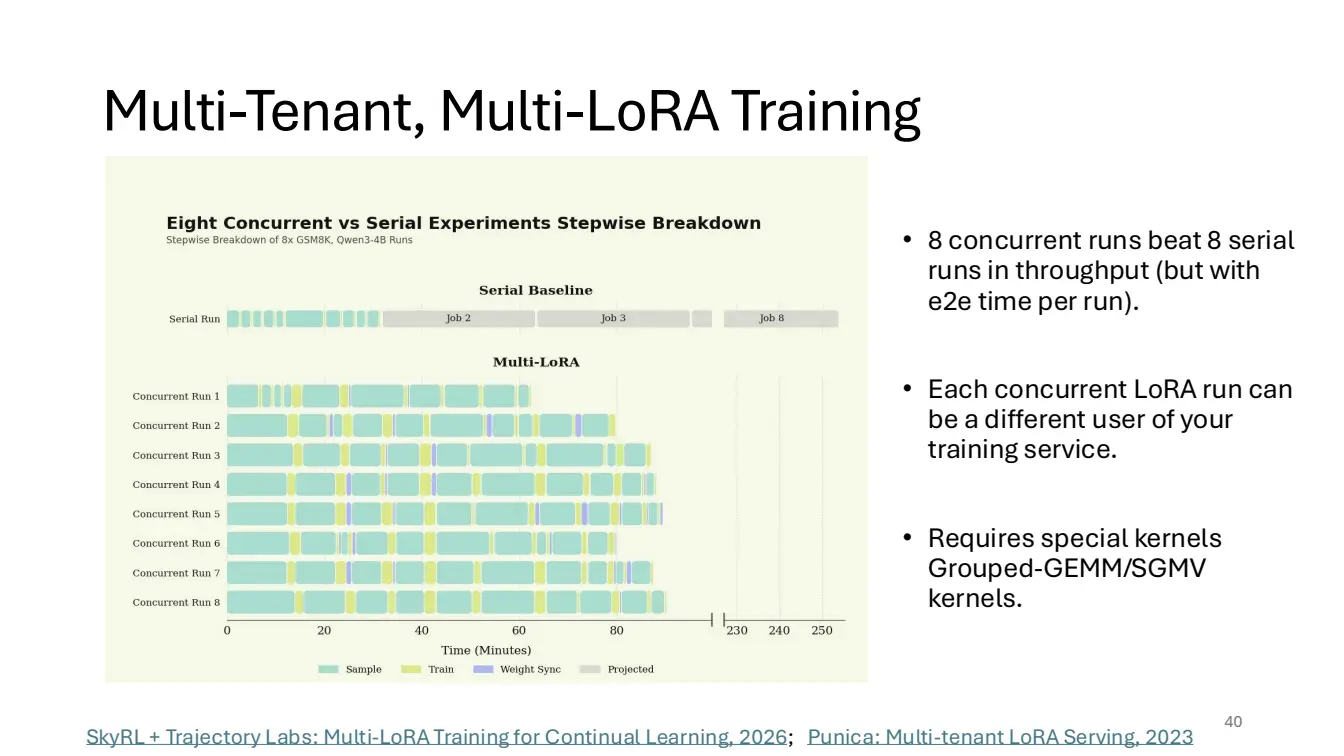 Multi-Tenant, Multi-LoRA Training
Eight Concurrent vs Serial Experiments Stepwise Breakdown
Stepwise Breakdown of 8x GSM8K, Qwen3-4B Runs
Serial Baseline
Serial Run
Job 2
Job 3
Job 8
Multi-LoRA
Concurrent Run 1
Concurrent Run 2
Concurrent Run 3
Concurrent Run 4
Concurrent Run 5
Concurrent Run 6
Concurrent Run 7
Concurrent Run 8
0 20 40 60 80 230 240 250
Time (Minutes)
Sample Train Weight Sync Projected
• 8 concurrent runs beat 8 serial
runs in throughput (but with
e2e time per run).
• Each concurrent LoRA run can
be a different user of your
training service.
• Requires special kernels
Grouped-GEMM/SGMV
kernels.
40
SkyRL + Trajectory Labs: Multi-LoRA Training for Continual Learning, 2026; Punica: Multi-tenant LoRA Serving, 2023